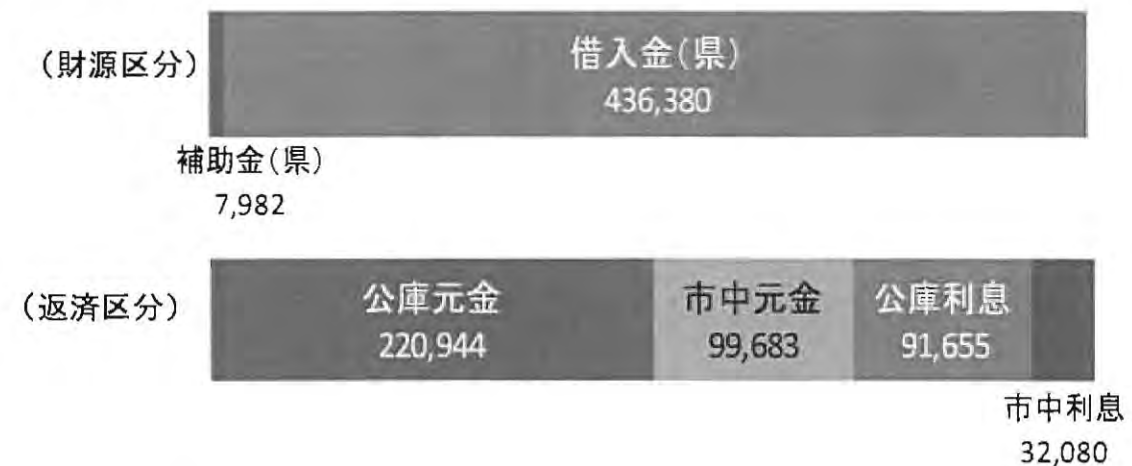 (財源区分)
借入金(県)
436,380
補助金(県)
7,982
(返済区分)
公庫元金
220,944
市中元金
99,683
公庫利息
91,655
市中利息
32,080